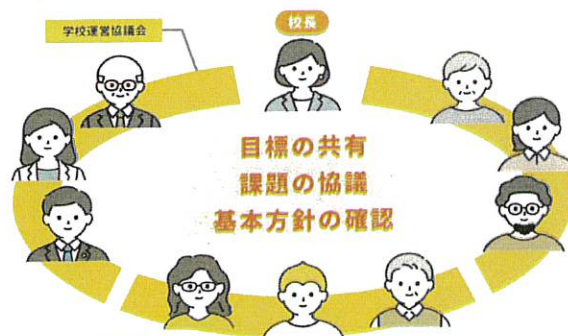 学校運営協議会
校長
目標の共有
課題の協議
基本方針の確認